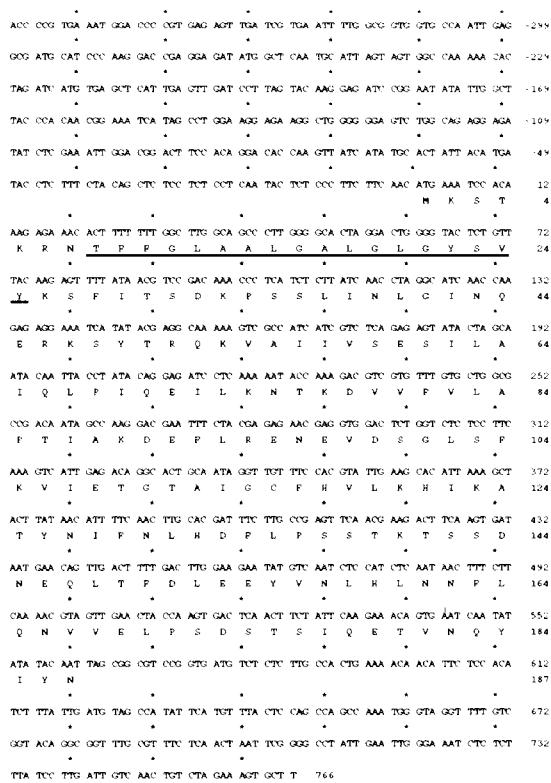 ACC CCG TGA AAT GGA CCC CGT GAG AGT TGA TCG TGA ATT TTG GCG GTG GTG CCA ATT GAG -299
GCG ATG CAT CCC AAG GAC CGA GGA GAT ATG GCT CAA TGC ATT AGT AGT GGC CAA AAA CAC -229
TAG ATC ATG TGA GCT CAT TGA GTT GAT CCT TAG TAC AAG GAG ATC CGG AAT ATA TTG GCT -169
TAC CCA CAA CGG AAA TCA TAG CCT GGA AGG AGA AGG CTG GGG GGA GTC TGG CAG AGG AGA -109
TAT CTC GAA ATT GGA CGG ACT TCC ACA GGA CAC CAA GTT ATC ATA TGC ACT ATT ACA TGA -49
TAC CTC TTT CTA CAG CTC TCC TCT CCT CAA TAC TCT CCC TTC TTC AAC ATG AAA TCC ACA 12
M K S T 4
AAG AGA AAC ACT TTT TTT GGC TTG GCA GCC CTT GGG GCA CTA GGA CTG GGG TAC TCT GTT 72
K R N T F F G L A A L G A L G L G Y S V 24
TAC AAG AGT TTT ATA ACG TCC GAC AAA CCC TCA TCT CTT ATC AAC CTA GGC ATC AAC CAA 132
Y K S F I T S D K P S S L I N L G I N Q 44
GAG AGG AAA TCA TAT ACG AGG CAA AAA GTC GCC ATC ATC GTC TCA GAG AGT ATA CTA GCA 192
E R K S Y T R Q K V A I I V S E S I L A 64
ATA CAA TTA CCT ATA CAG GAG ATC CTC AAA AAT ACC AAA GAC GTC GTG TTT GTG CTG GCG 252
I Q L P I Q E I L K N T K D V V F V L A 84
CCG ACA ATA GCC AAG GAC GAA TTT CTA CGA GAG AAC GAG GTG GAC TCT GGT CTC TCC TTC 312
P T I A K D E F L R E N E V D S G L S F 104
AAA GTC ATT GAG ACA GGC ACT GCA ATA GGT TGT TTC CAC GTA TTG AAG CAC ATT AAA GCT 372
K V I E T G T A I G C F H V L K H I K A 124
ACT TAT AAC ATT TTC AAC TTG CAC GAT TTC TTG CCG AGT TCA ACG AAG ACT TCA AGT GAT 432
T Y N I F N L H D F L P S S T K T S S D 144
AAT GAA CAG TTG ACT TTT GAC TTG GAA GAA TAT GTC AAT CTC CAT CTC AAT AAC TTT CTT 492
N E Q L T F D L E E Y V N L H L N N F L 164
CAA AAC GTA GTT GAA CTA CCA AGT GAC TCA ACT TCT ATT CAA GAA ACA GTG AAT CAA TAT 552
Q N V V E L P S D S T S I Q E T V N Q Y 184
ATA TAC AAT TAG CGG CGT CCG GTG ATG TCT CTC TTG CCA CTG AAA ACA ACA TTC TCC ACA 612
I Y N 187
TCT TTA TTG ATG TAG CCA TAT TCA TGT TTA CTC CAG CCA GCC AAA TGG GTA GGT TTT GTC 672
GGT ACA GGC GGT TTG CGT TTC TCA ACT AAT TCG GGG CCT ATT GAA TTG GGA AAT CTC TCT 732
TTA TCC TTG ATT GTC AAC TGT CTA GAA AGT GCT T 766